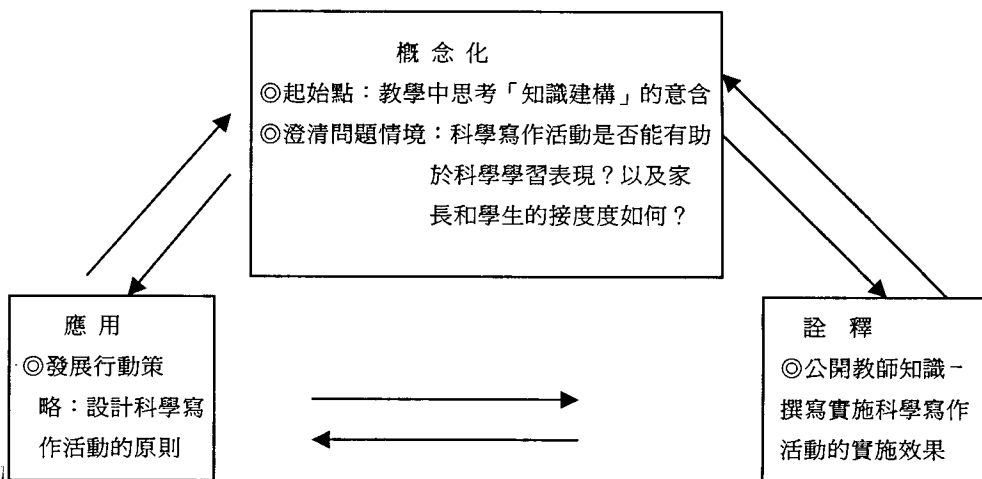 概念化
◎起始點：教學中思考「知識建構」的意含
◎澄清問題情境：科學寫作活動是否能有助
於科學學習表現？以及家
長和學生的接度度如何？
應用
◎發展行動策
略：設計科學寫
作活動的原則
詮釋
◎公開教師知識－
撰寫實施科學寫作
活動的實施效果